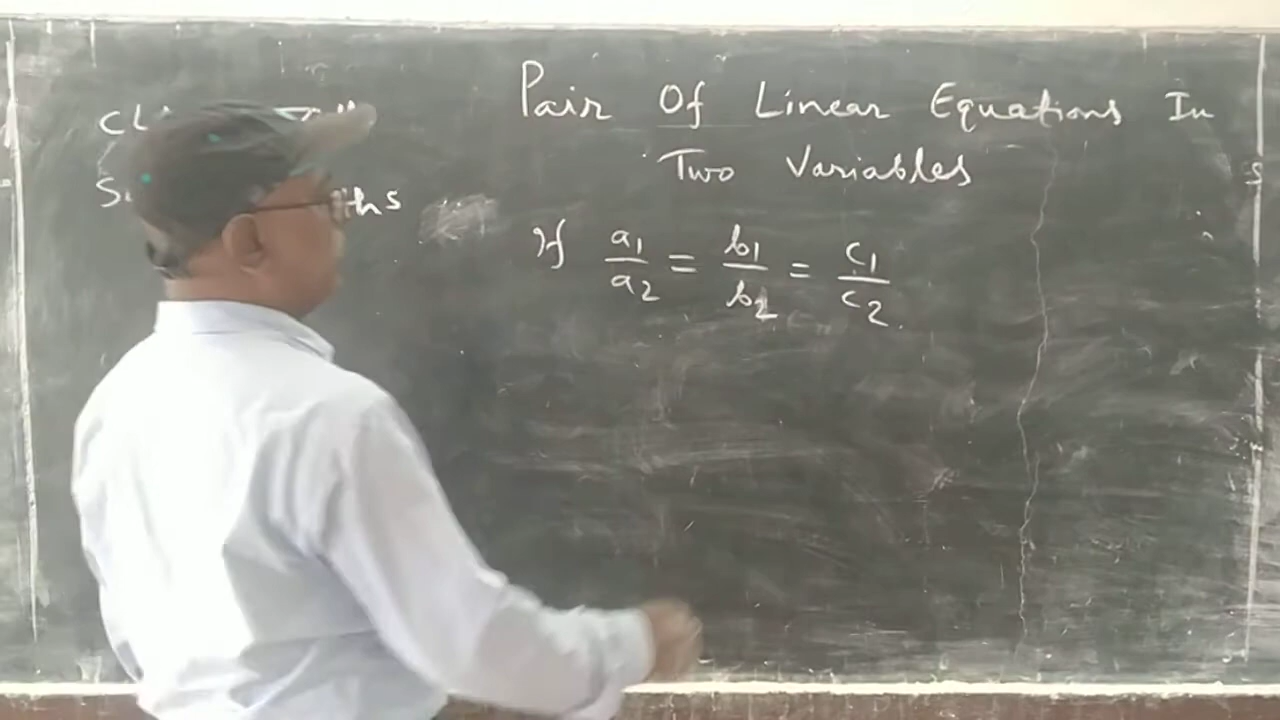 Pair Of Linear Equations In
Two Variables
If a1/a2 = b1/b2 = c1/c2